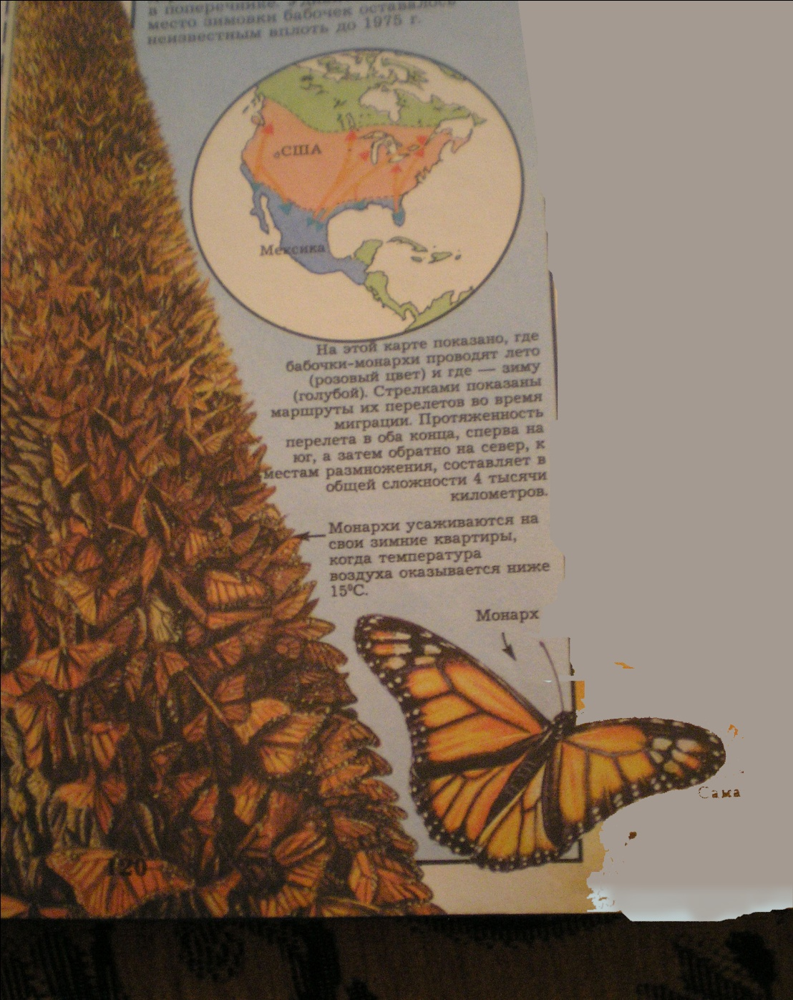 в поперечнике.
место зимовки бабочек оставалось
неизвестным вплоть до 1975 г.
США
Мексика
На этой карте показано, где
бабочки-монархи проводят лето
(розовый цвет) и где — зиму
(голубой). Стрелками показаны
маршруты их перелетов во время
миграции. Протяженность
перелета в оба конца, сперва на
юг, а затем обратно на север, к
местам размножения, составляет в
общей сложности 4 тысячи
километров.
Монархи усаживаются на
свои зимние квартиры,
когда температура
воздуха оказывается ниже
15°С.
Монарх
Сама
120